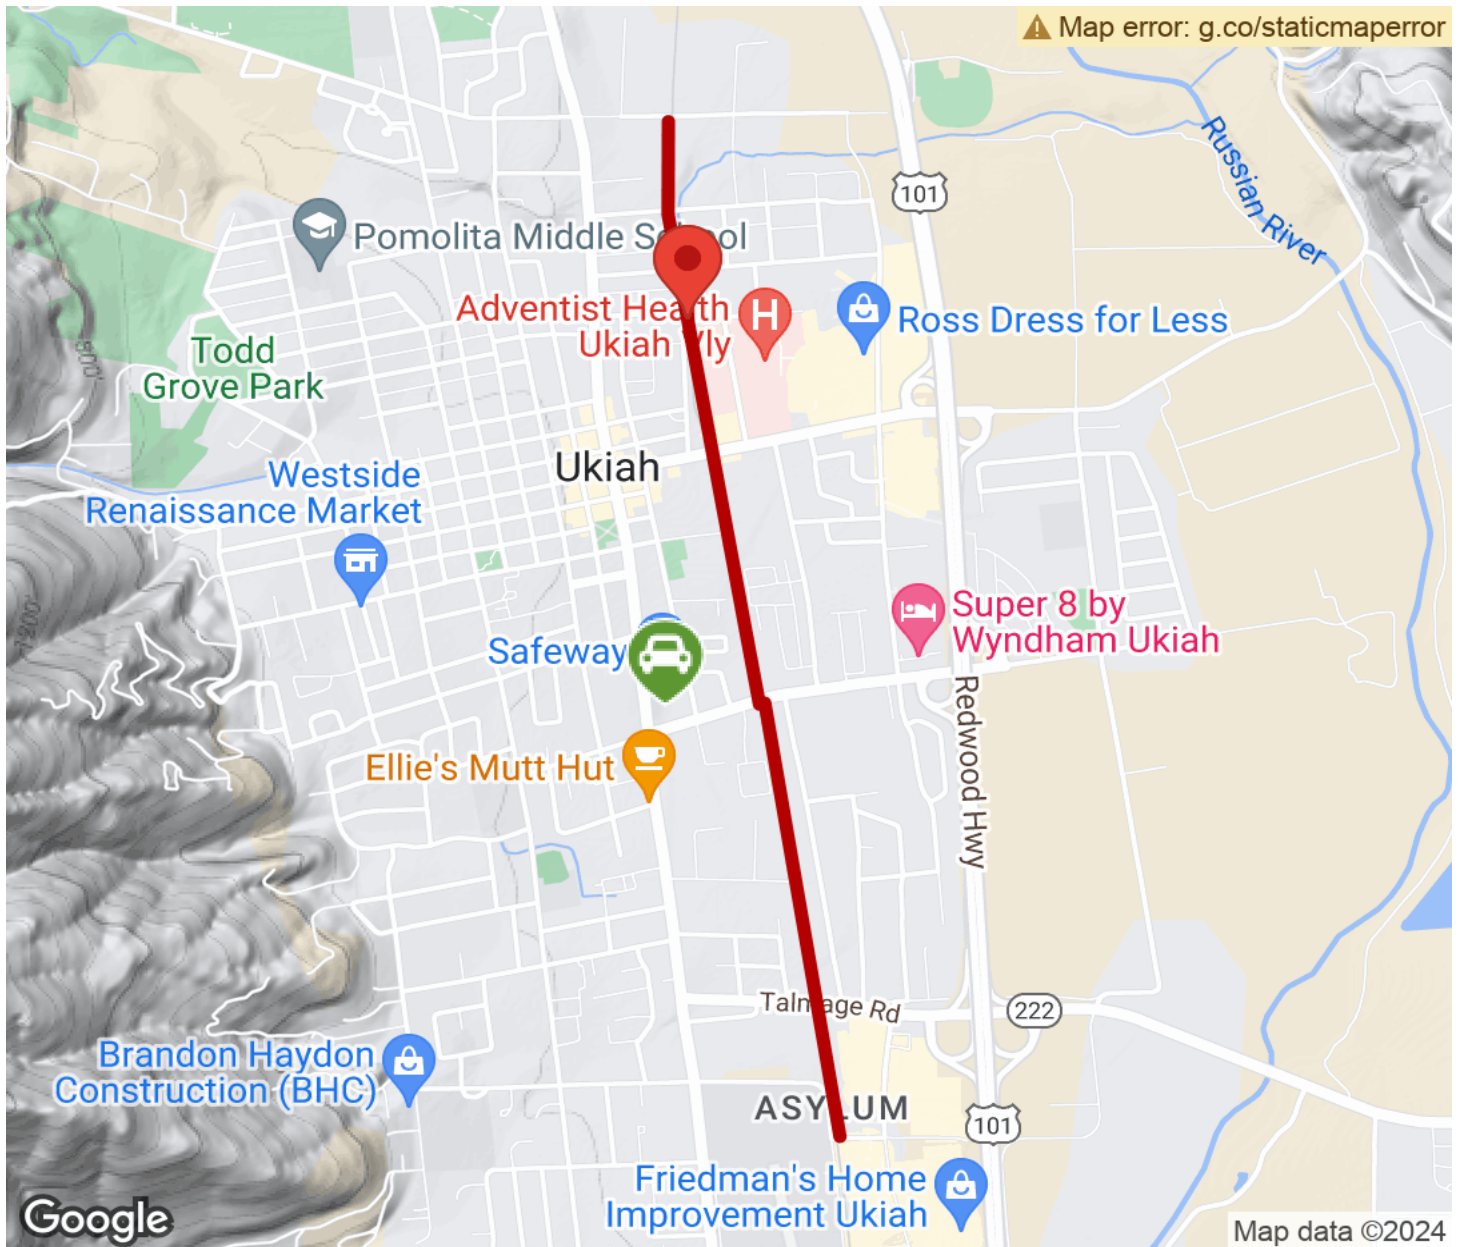 Map error: g.co/staticmaperror
101
Russian River
Pomolita Middle School
Adventist Health
Ukiah Vly
H
Ross Dress for Less
Todd
Grove Park
Ukiah
Westside
Renaissance Market
Super 8 by
Wyndham Ukiah
Safeway
Redwood Hwy
Ellie's Mutt Hut
Talmage Rd
222
Brandon Haydon
Construction (BHC)
ASYLUM
101
Friedman's Home
Improvement Ukiah
1200'
Google
Map data ©2024